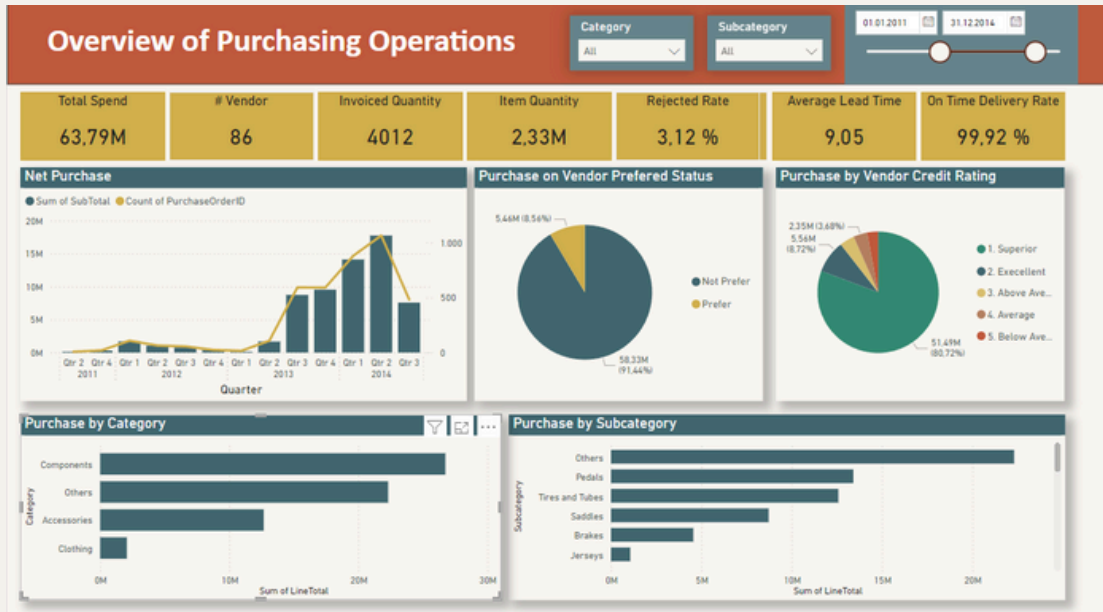 Overview of Purchasing Operations
Category
All
Subcategory
All
01.01.2011
31.12.2014
Total Spend
63,79M
# Vendor
86
Invoiced Quantity
4012
Item Quantity
2,33M
Rejected Rate
3,12 %
Average Lead Time
9,05
On Time Delivery Rate
99,92 %
Net Purchase
Sum of SubTotal
Count of PurchaseOrderID
20M
15M
10M
5M
0M
1.000
500
0
Qtr 2 Qtr 4 Qtr 1 Qtr 2 Qtr 3 Qtr 4 Qtr 1 Qtr 2 Qtr 3 Qtr 4 Qtr 1 Qtr 2 Qtr 3
2011 2012 2013 2014
Quarter
Purchase on Vendor Prefered Status
5.46M (8,56%)
58,33M
(91,44%)
Not Prefer
Prefer
Purchase by Vendor Credit Rating
2.35M (3,68%)
5.56M
(8,72%)
51,49M
(80,72%)
1. Superior
2. Execellent
3. Above Ave...
4. Average
5. Below Ave...
Purchase by Category
Category
Components
Others
Accessories
Clothing
0M 10M 20M 30M
Sum of LineTotal
Purchase by Subcategory
Subcategory
Others
Pedals
Tires and Tubes
Saddles
Brakes
Jerseys
0M 5M 10M 15M 20M
Sum of LineTotal